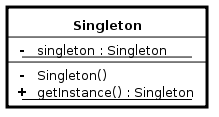 Singleton
- singleton : Singleton
- Singleton()
+ getInstance() : Singleton